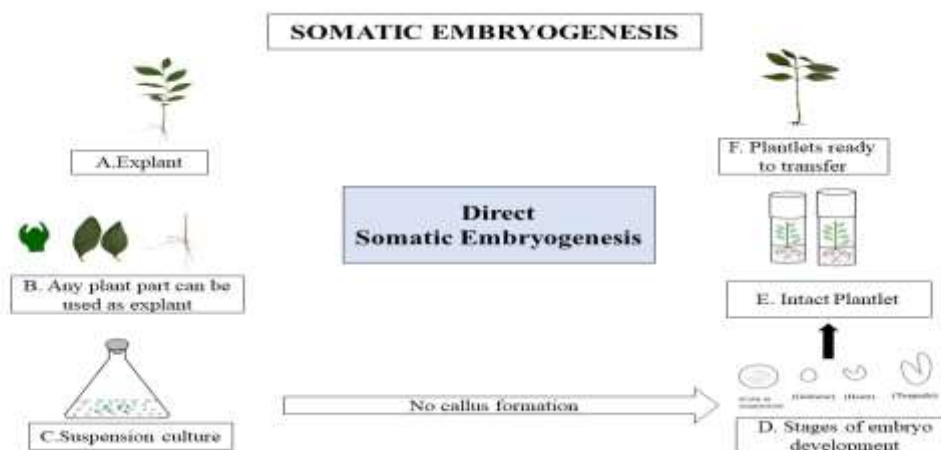 SOMATIC EMBRYOGENESIS
A.Explant
B. Any plant part can be
used as explant
C.Suspension culture
Direct
Somatic Embryogenesis
No callus formation
F. Plantlets ready
to transfer
E. Intact Plantlet
(Heart)
(Torpedo)
D. Stages of embryo
development